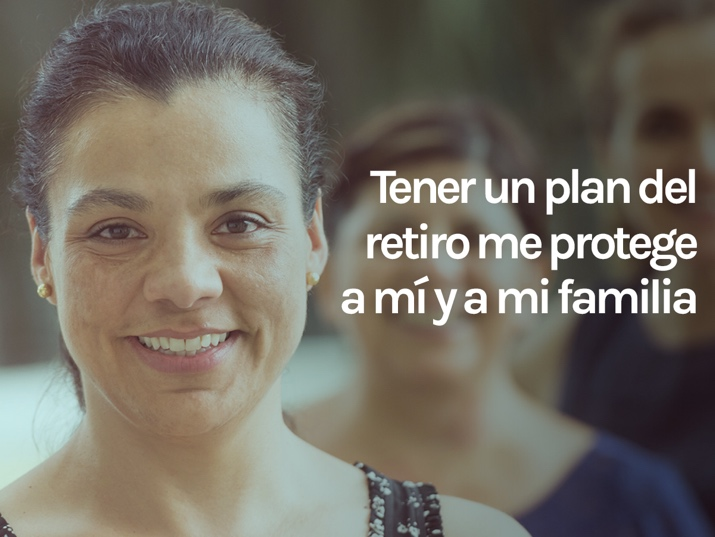 Tener un plan del
retiro me protege
a mí y a mi familia